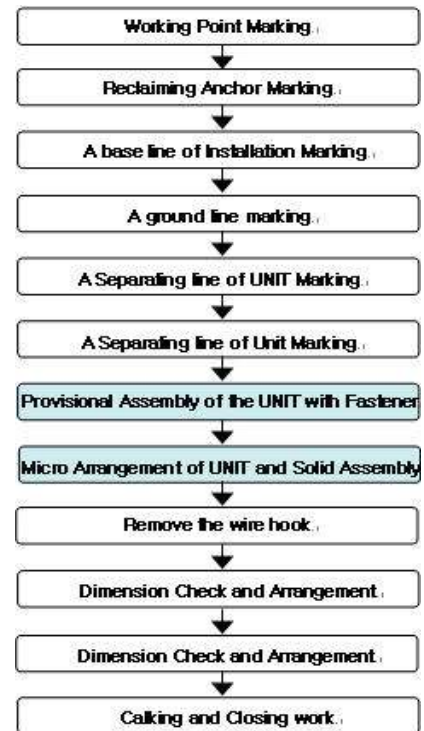 Working Point Marking.
Reclaiming Anchor Marking.
A base line of Installation Marking.
A ground line marking.
A Separating line of UNIT Marking.
A Separating line of Unit Marking.
Provisional Assembly of the UNIT with Fastener
Micro Arrangement of UNIT and Solid Assembly
Remove the wire hook.
Dimension Check and Arrangement.
Dimension Check and Arrangement.
Calking and Closing work.